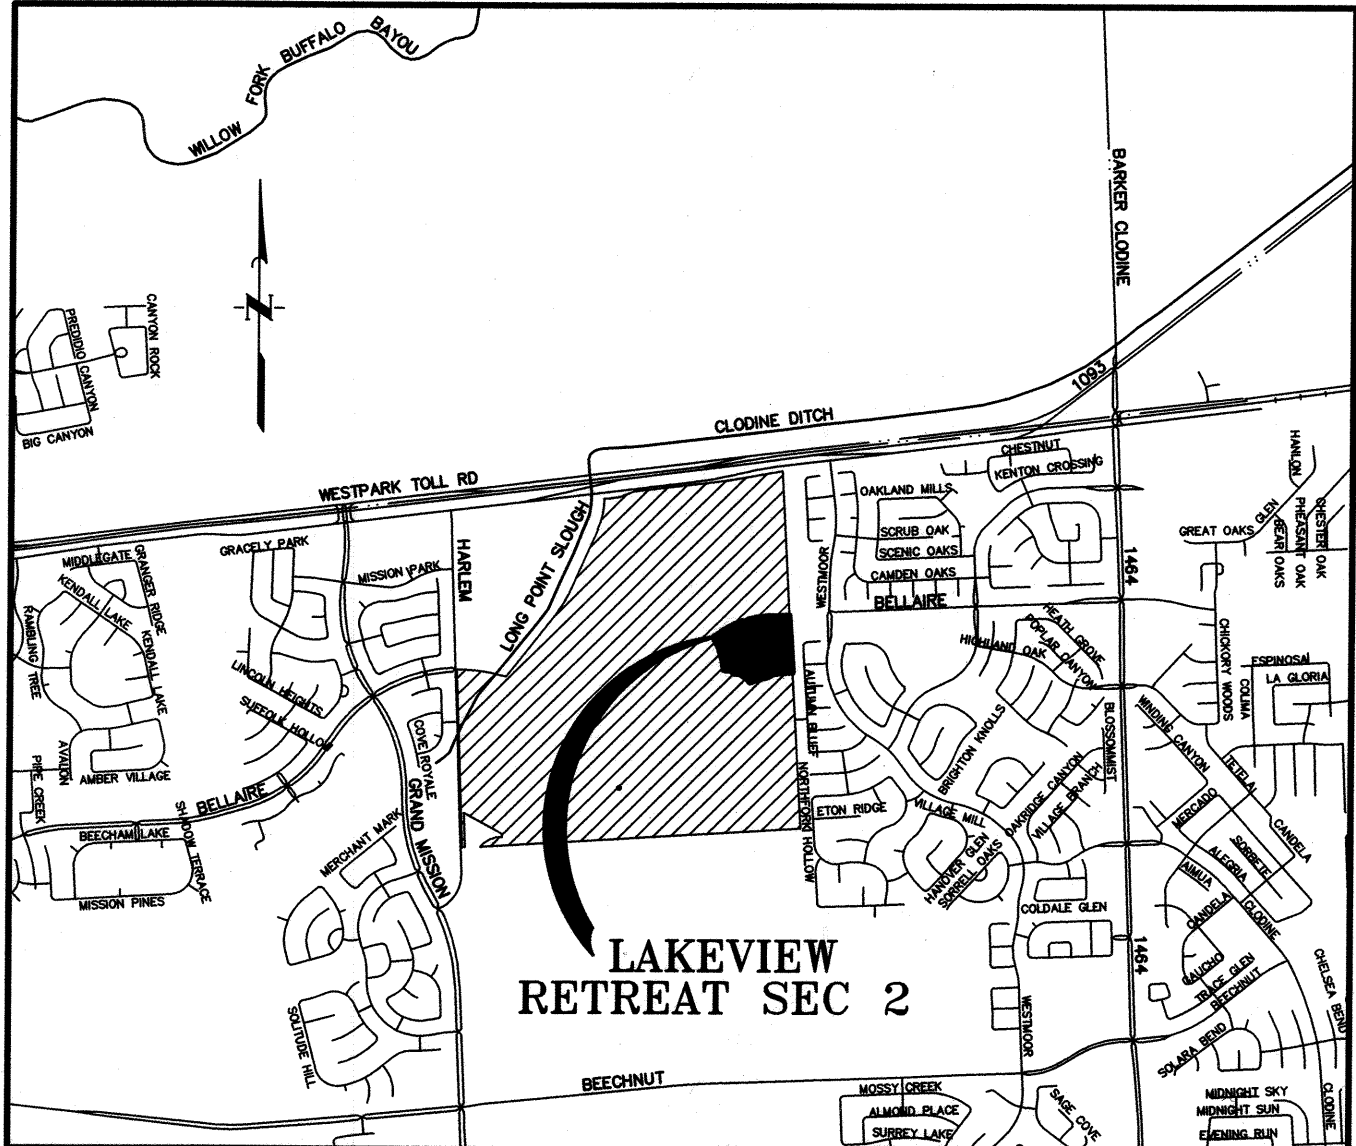 WILLOW FORK BUFFALO BAYOU
BARKER CLODINE
N
CANYON ROCK
PREDIDIO CANYON
BIG CANYON
1093
CLODINE DITCH
WESTPARK TOLL RD
CHESTNUT
KENTON CROSSING
HANLON
OAKLAND MILLS
GLEN
CHESTER OAK
PHEASANT OAK
BEAR OAKS
GREAT OAKS
SCRUB OAK
SCENIC OAKS
CAMDEN OAKS
WESTMOOR
BELLAIRE
1464
GRACELY PARK
MIDDLEGATE
GRANGER RIDGE
MISSION PARK
HARLEM
LONG POINT SLOUGH
KENDALL LAKE
KENDALL LAKE
RAMBLING TREE
HEATH GROVE
POPLAR CANYON
HIGHLAND OAK
CHICKORY WOODS
ESPINOSA
LA GLORIA
COLIMA
LINCOLN HEIGHTS
SUFFOLK HOLLOW
AUTUMN BLUFF
BLOSSOMMIST
WINDING CANYON
BRIGHTON KNOLLS
COVE ROYALE
AVALON
AMBER VILLAGE
PIPE CREEK
BELLAIRE
GRAND MISSION
NORTHFORK HOLLOW
ETON RIDGE
VILLAGE MILL
OAKRIDGE CANYON
VILLAGE BRANCH
TETELA
MERCADO
CANDELA
SORBETE
ALEGRIA
AIMUA
BEECHAM LAKE
SHADOW TERRACE
MERCHANT MARK
HANOVER GLEN
SORRELL OAKS
MISSION PINES
COLDALE GLEN
CANDELA
CLODINE
1464
GAUCHO
TRACE GLEN
BEECHNUT
CHELSEA BEND
LAKEVIEW
RETREAT SEC 2
WESTMOOR
SOLARA BEND
SOLITUDE HILL
BEECHNUT
MOSSY CREEK
ALMOND PLACE
SURREY LAKE
SAGE COVE
MIDNIGHT SKY
MIDNIGHT SUN
EVENING RUN
CLODINE